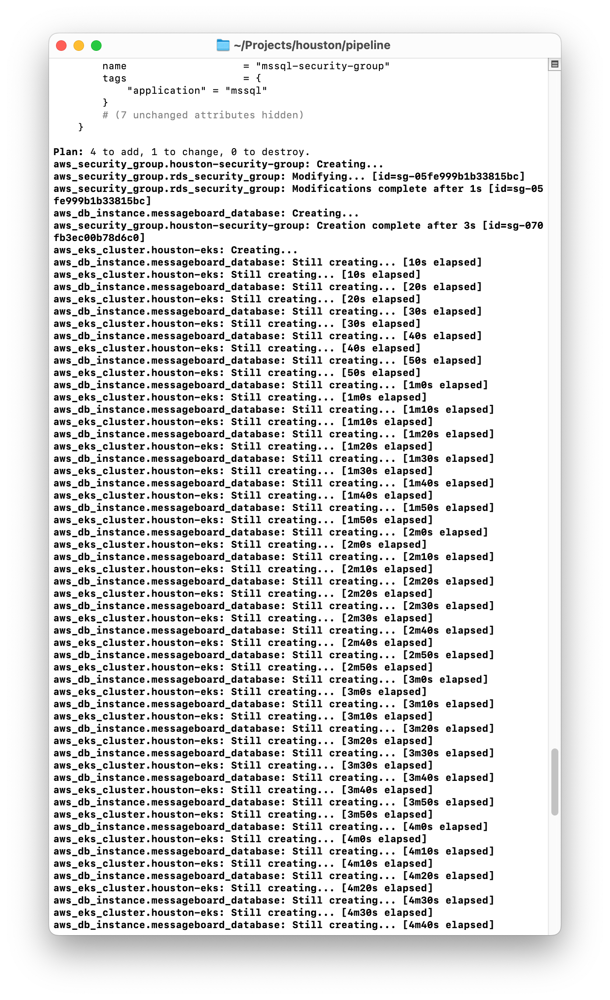 ~/Projects/houston/pipeline
name = "mssql-security-group"
tags = {
"application" = "mssql"
}
# (7 unchanged attributes hidden)
}
Plan: 4 to add, 1 to change, 0 to destroy.
aws_security_group.houston-security-group: Creating...
aws_security_group.rds_security_group: Modifying... [id=sg-05fe999b1b33815bc]
aws_security_group.rds_security_group: Modifications complete after 1s [id=sg-05
fe999b1b33815bc]
aws_db_instance.messageboard_database: Creating...
aws_security_group.houston-security-group: Creation complete after 3s [id=sg-070
fb3ec00b78d6c0]
aws_eks_cluster.houston-eks: Creating...
aws_db_instance.messageboard_database: Still creating... [10s elapsed]
aws_eks_cluster.houston-eks: Still creating... [10s elapsed]
aws_db_instance.messageboard_database: Still creating... [20s elapsed]
aws_eks_cluster.houston-eks: Still creating... [20s elapsed]
aws_db_instance.messageboard_database: Still creating... [30s elapsed]
aws_eks_cluster.houston-eks: Still creating... [30s elapsed]
aws_db_instance.messageboard_database: Still creating... [40s elapsed]
aws_eks_cluster.houston-eks: Still creating... [40s elapsed]
aws_db_instance.messageboard_database: Still creating... [50s elapsed]
aws_eks_cluster.houston-eks: Still creating... [50s elapsed]
aws_db_instance.messageboard_database: Still creating... [1m0s elapsed]
aws_eks_cluster.houston-eks: Still creating... [1m0s elapsed]
aws_db_instance.messageboard_database: Still creating... [1m10s elapsed]
aws_eks_cluster.houston-eks: Still creating... [1m10s elapsed]
aws_db_instance.messageboard_database: Still creating... [1m20s elapsed]
aws_eks_cluster.houston-eks: Still creating... [1m20s elapsed]
aws_db_instance.messageboard_database: Still creating... [1m30s elapsed]
aws_eks_cluster.houston-eks: Still creating... [1m30s elapsed]
aws_db_instance.messageboard_database: Still creating... [1m40s elapsed]
aws_eks_cluster.houston-eks: Still creating... [1m40s elapsed]
aws_db_instance.messageboard_database: Still creating... [1m50s elapsed]
aws_eks_cluster.houston-eks: Still creating... [1m50s elapsed]
aws_db_instance.messageboard_database: Still creating... [2m0s elapsed]
aws_eks_cluster.houston-eks: Still creating... [2m0s elapsed]
aws_db_instance.messageboard_database: Still creating... [2m10s elapsed]
aws_eks_cluster.houston-eks: Still creating... [2m10s elapsed]
aws_db_instance.messageboard_database: Still creating... [2m20s elapsed]
aws_eks_cluster.houston-eks: Still creating... [2m20s elapsed]
aws_db_instance.messageboard_database: Still creating... [2m30s elapsed]
aws_eks_cluster.houston-eks: Still creating... [2m30s elapsed]
aws_db_instance.messageboard_database: Still creating... [2m40s elapsed]
aws_eks_cluster.houston-eks: Still creating... [2m40s elapsed]
aws_db_instance.messageboard_database: Still creating... [2m50s elapsed]
aws_eks_cluster.houston-eks: Still creating... [2m50s elapsed]
aws_db_instance.messageboard_database: Still creating... [3m0s elapsed]
aws_eks_cluster.houston-eks: Still creating... [3m0s elapsed]
aws_db_instance.messageboard_database: Still creating... [3m10s elapsed]
aws_eks_cluster.houston-eks: Still creating... [3m10s elapsed]
aws_db_instance.messageboard_database: Still creating... [3m20s elapsed]
aws_eks_cluster.houston-eks: Still creating... [3m20s elapsed]
aws_db_instance.messageboard_database: Still creating... [3m30s elapsed]
aws_eks_cluster.houston-eks: Still creating... [3m30s elapsed]
aws_db_instance.messageboard_database: Still creating... [3m40s elapsed]
aws_eks_cluster.houston-eks: Still creating... [3m40s elapsed]
aws_db_instance.messageboard_database: Still creating... [3m50s elapsed]
aws_eks_cluster.houston-eks: Still creating... [3m50s elapsed]
aws_db_instance.messageboard_database: Still creating... [4m0s elapsed]
aws_eks_cluster.houston-eks: Still creating... [4m0s elapsed]
aws_db_instance.messageboard_database: Still creating... [4m10s elapsed]
aws_eks_cluster.houston-eks: Still creating... [4m10s elapsed]
aws_db_instance.messageboard_database: Still creating... [4m20s elapsed]
aws_eks_cluster.houston-eks: Still creating... [4m20s elapsed]
aws_db_instance.messageboard_database: Still creating... [4m30s elapsed]
aws_eks_cluster.houston-eks: Still creating... [4m30s elapsed]
aws_db_instance.messageboard_database: Still creating... [4m40s elapsed]